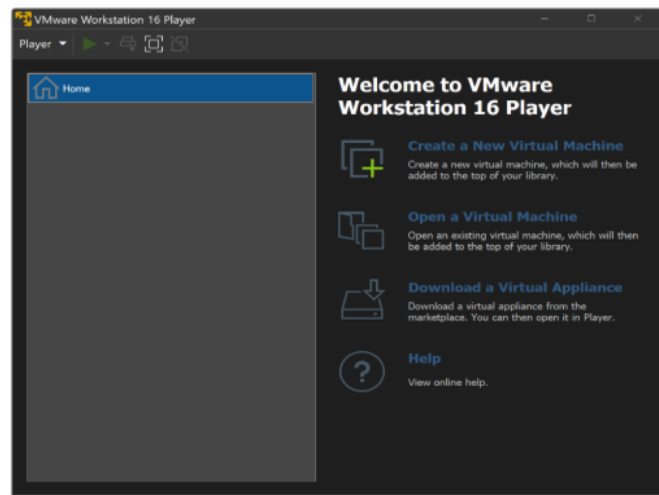 VMware Workstation 16 Player
Player
Home
Welcome to VMware
Workstation 16 Player
Create a New Virtual Machine
Create a new virtual machine, which will then be
added to the top of your library.
Open a Virtual Machine
Open an existing virtual machine, which will then
be added to the top of your library.
Download a Virtual Appliance
Download a virtual appliance from the
marketplace. You can then open it in Player.
Help
View online help.